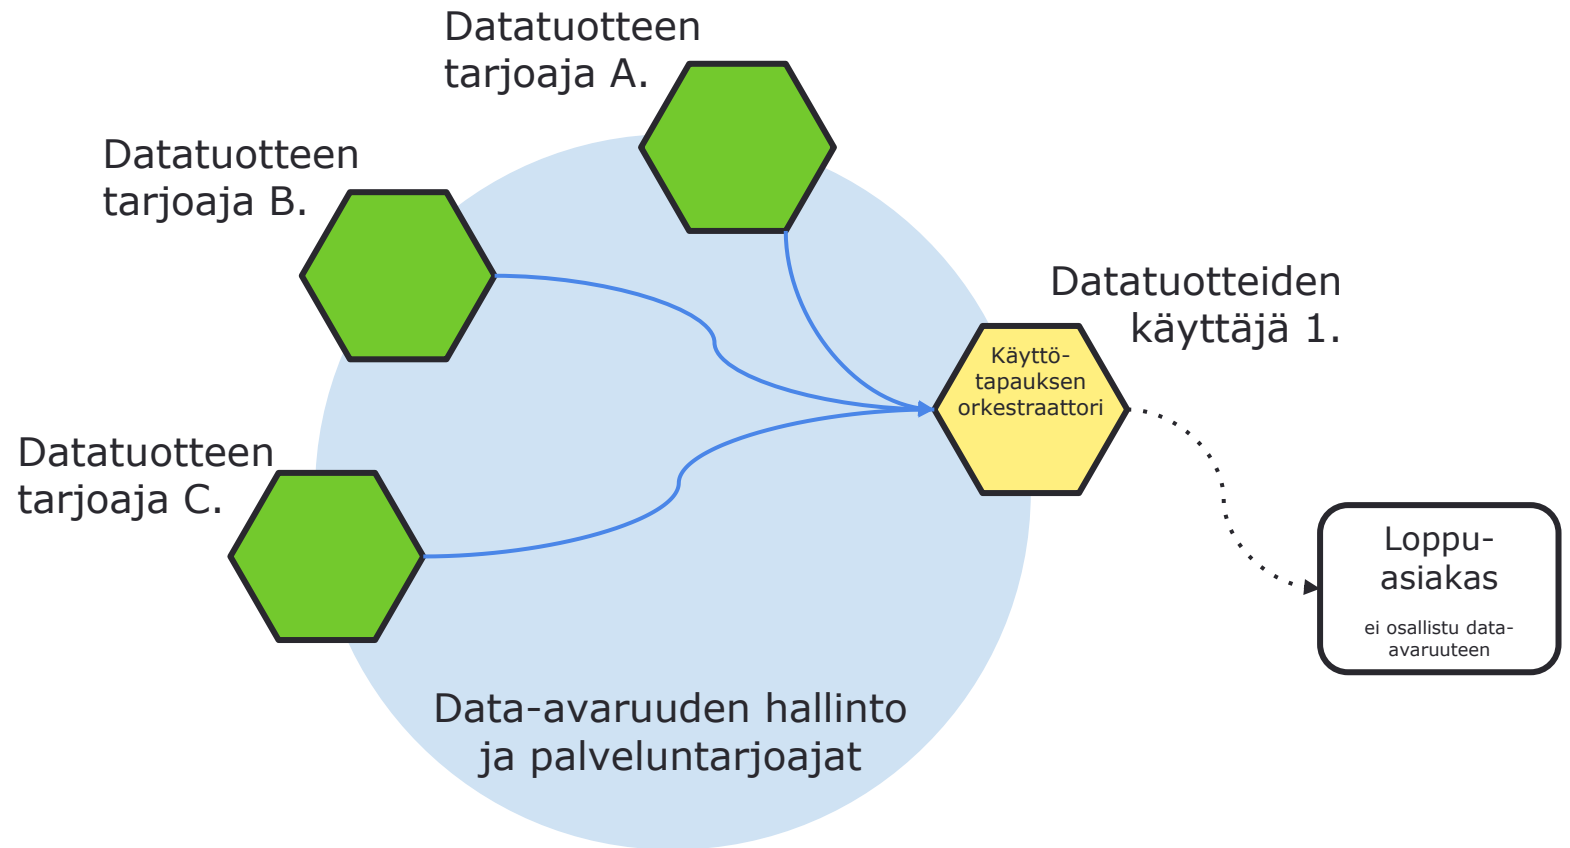 Datatuotteen
tarjoaja A.
Datatuotteen
tarjoaja B.
Datatuotteiden
käyttäjä 1.
Käyttö-
tapauksen
orkestraattori
Datatuotteen
tarjoaja C.
Loppu-
asiakas
ei osallistu data-
avaruuteen
Data-avaruuden hallinto
ja palveluntarjoajat